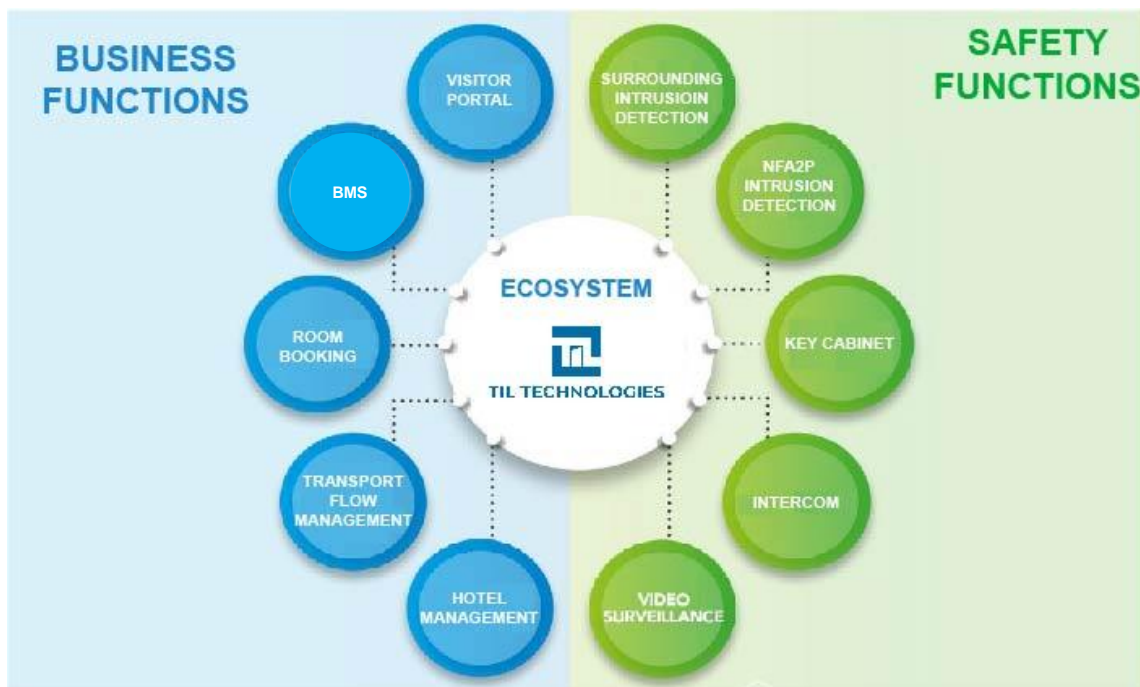 BUSINESS
FUNCTIONS
SAFETY
FUNCTIONS
VISITOR
PORTAL
SURROUNDING
INTRUSIOIN
DETECTION
BMS
NFA2P
INTRUSION
DETECTION
ECOSYSTEM
TIL
TIL TECHNOLOGIES
ROOM
BOOKING
KEY CABINET
TRANSPORT
FLOW
MANAGEMENT
INTERCOM
HOTEL
MANAGEMENT
VIDEO
SURVEILLANCE